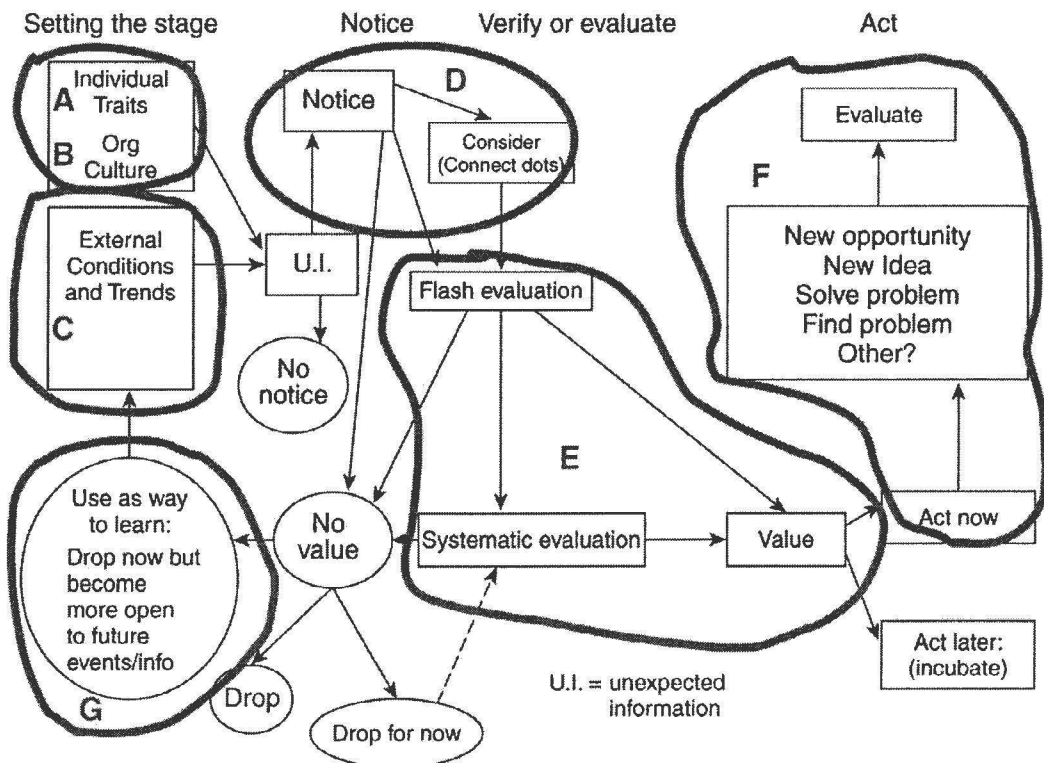 Setting the stage
Notice
Verify or evaluate
Act
A
Individual
Traits
B
Org
Culture
External
Conditions
and Trends
C
U.I.
No
notice
Notice
D
Consider
(Connect dots)
Flash evaluation
E
Systematic evaluation
Value
No
value
Use as way
to learn:
Drop now but
become
more open
to future
events/info
G
Drop
Drop for now
U.I. = unexpected
information
Evaluate
F
New opportunity
New Idea
Solve problem
Find problem
Other?
Act now
Act later:
(incubate)